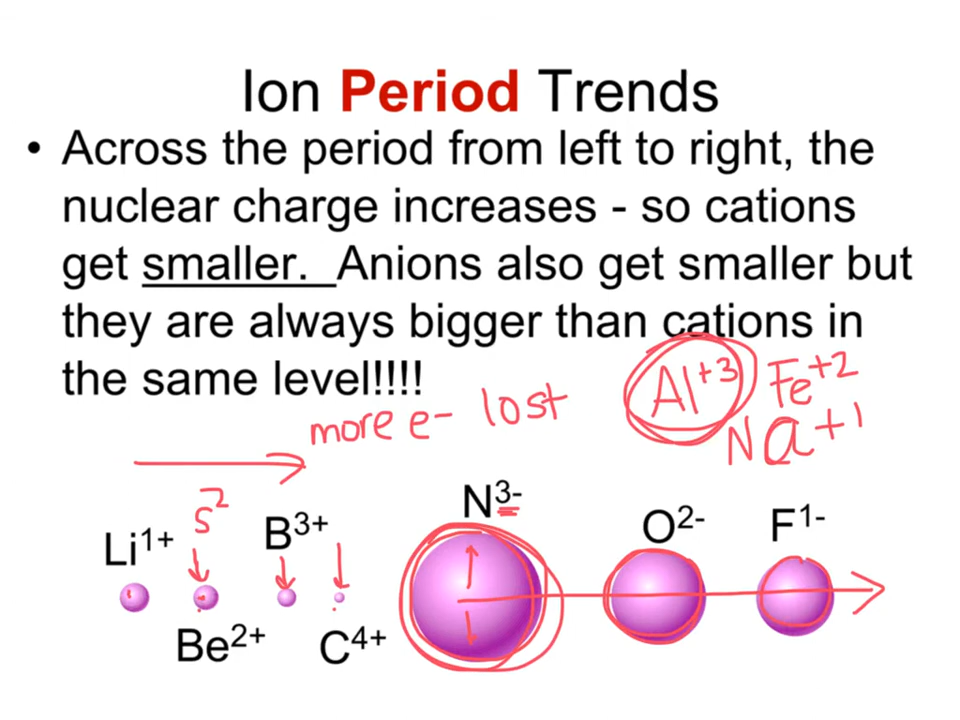 Ion Period Trends
• Across the period from left to right, the
nuclear charge increases - so cations
get smaller. Anions also get smaller but
they are always bigger than cations in
the same level!!!!
Al+3 Fe+2
more e- lost
Na+1
s2
N3-
Li1+ B3+ O2- F1-
Be2+ C4+